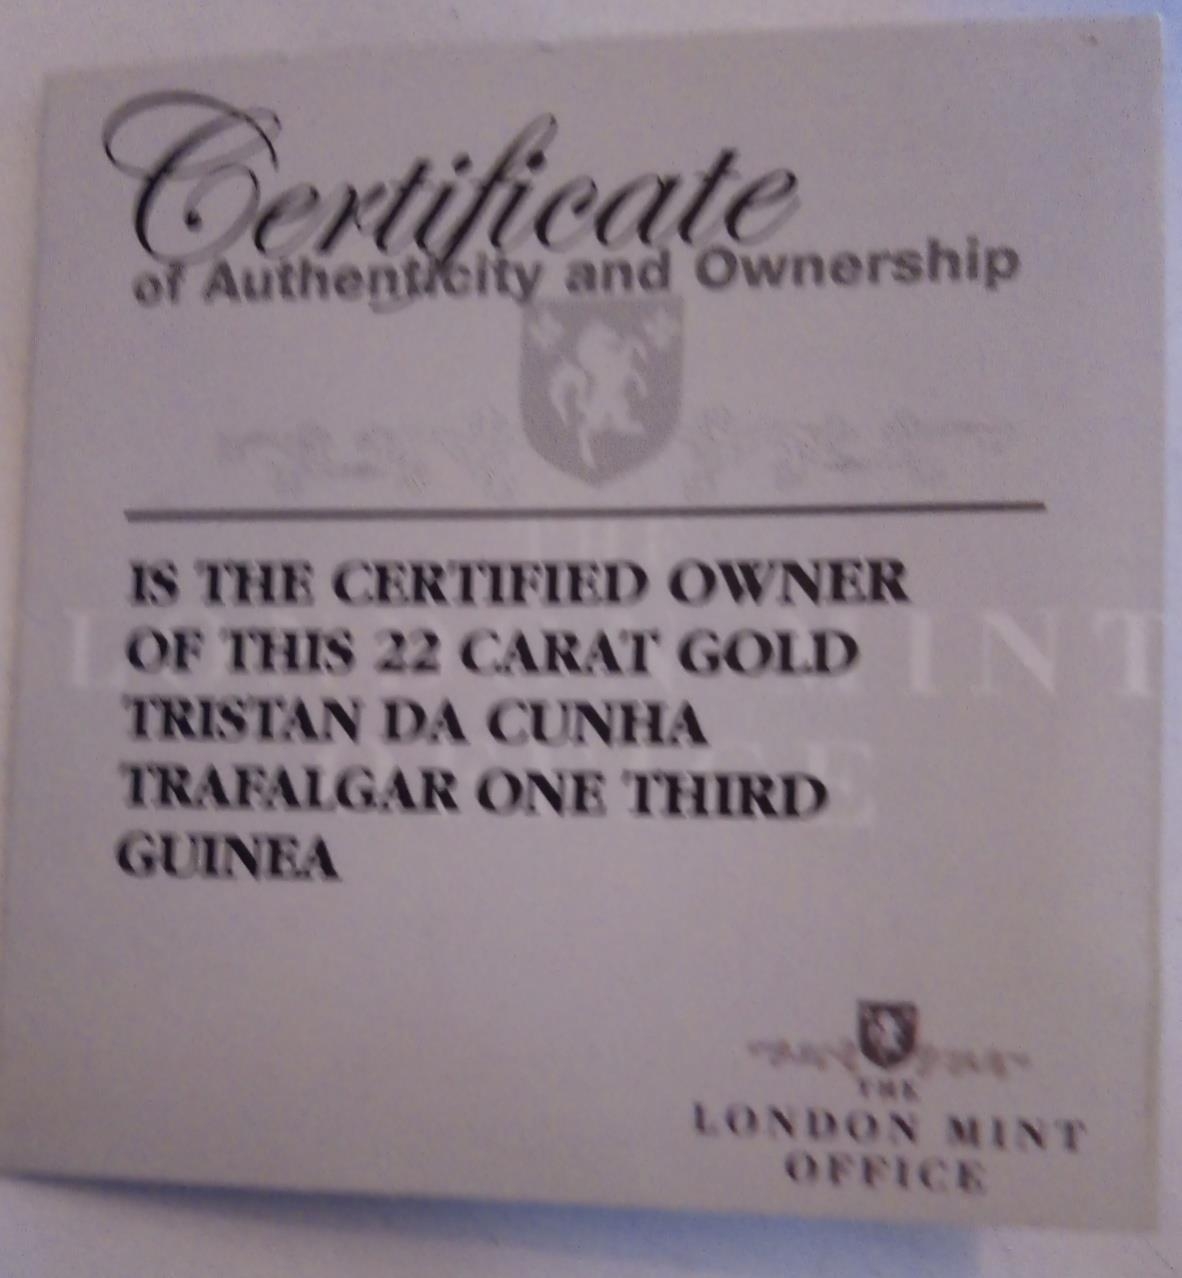 Certificate
of Authenticity and Ownership
IS THE CERTIFIED OWNER
OF THIS 22 CARAT GOLD
TRISTAN DA CUNHA
TRAFALGAR ONE THIRD
GUINEA
THE
LONDON MINT
OFFICE